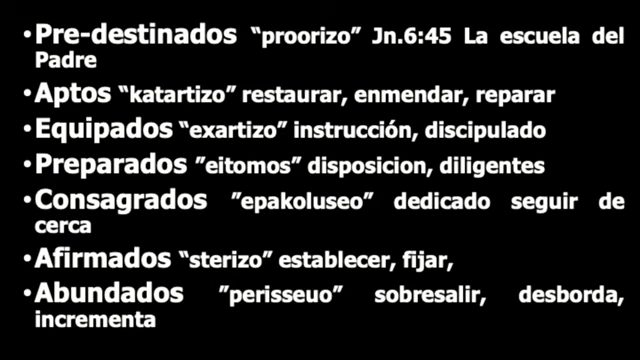 •Pre-destinados “proorizo” Jn.6:45 La escuela del
Padre
•Aptos “katartizo” restaurar, enmendar, reparar
•Equipados “exartizo” instrucción, discipulado
•Preparados ”eitomos” disposicion, diligentes
•Consagrados ”epakoluseo” dedicado seguir de
cerca
•Afirmados “sterizo” establecer, fijar,
•Abundados ”perisseuo” sobresalir, desborda,
incrementa